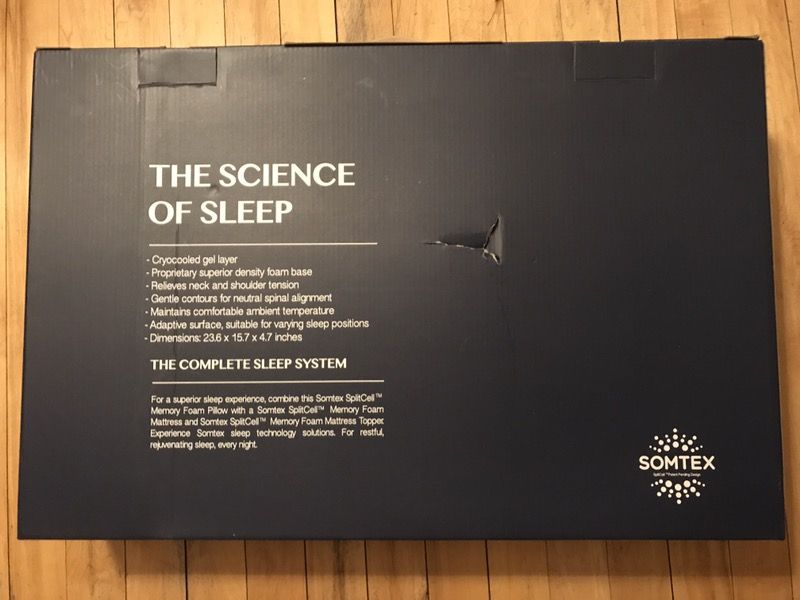 THE SCIENCE
OF SLEEP
- Cryocooled gel layer
- Proprietary superior density foam base
- Relieves neck and shoulder tension
- Gentle contours for neutral spinal alignment
- Maintains comfortable ambient temperature
- Adaptive surface, suitable for varying sleep positions
- Dimensions: 23.6 x 15.7 x 4.7 inches
THE COMPLETE SLEEP SYSTEM
For a superior sleep experience, combine this Somtex SplitCell™
Memory Foam Pillow with a Somtex SplitCell™ Memory Foam
Mattress and Somtex SplitCell™ Memory Foam Mattress Topper.
Experience Somtex sleep technology solutions. For restful,
rejuvenating sleep, every night.
SOMTEX
SplitCell™ Patent Pending Design